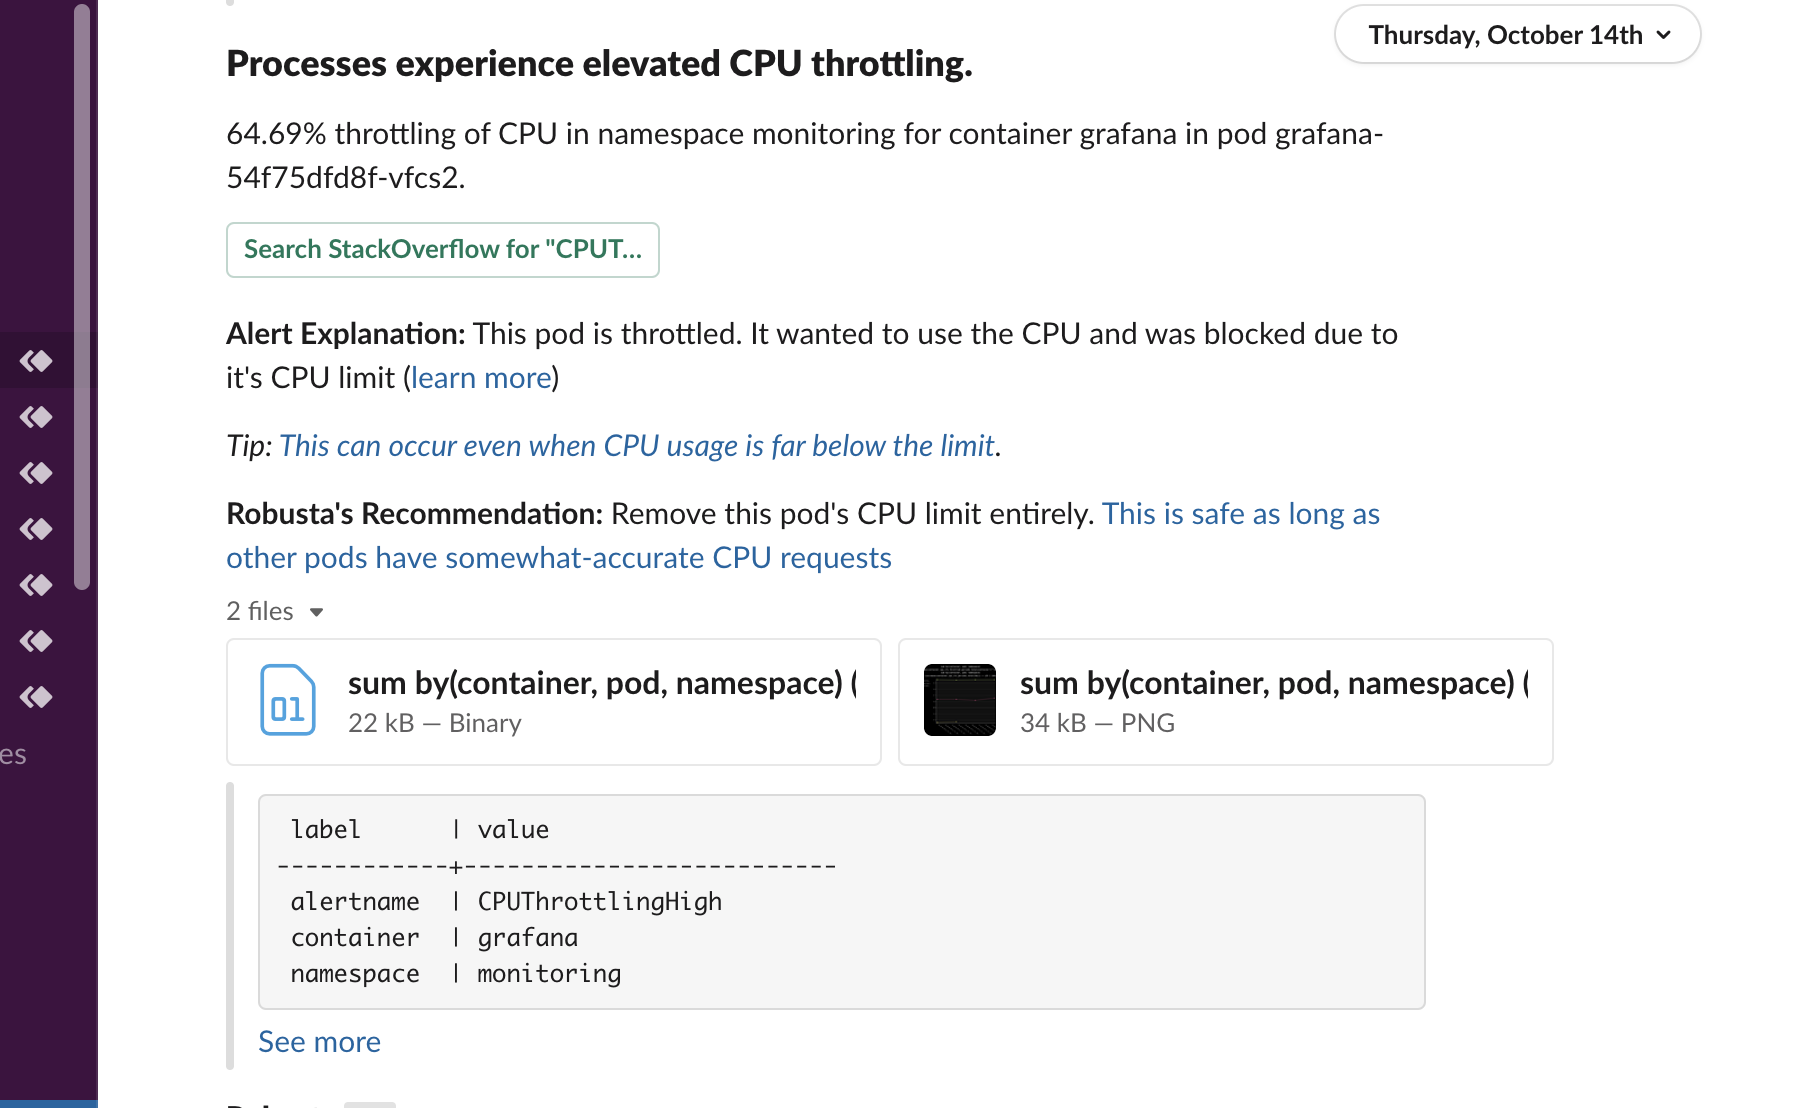 Thursday, October 14th
Processes experience elevated CPU throttling.
64.69% throttling of CPU in namespace monitoring for container grafana in pod grafana-
54f75dfd8f-vfcs2.
Search StackOverflow for "CPUT...
Alert Explanation: This pod is throttled. It wanted to use the CPU and was blocked due to
it's CPU limit (learn more)
Tip: This can occur even when CPU usage is far below the limit.
Robusta's Recommendation: Remove this pod's CPU limit entirely. This is safe as long as
other pods have somewhat-accurate CPU requests
2 files
01
sum by(container, pod, namespace) (
22 kB — Binary
sum by(container, pod, namespace) (
34 kB — PNG
es
label | value
------------+--------------------------
alertname | CPUThrottlingHigh
container | grafana
namespace | monitoring
See more